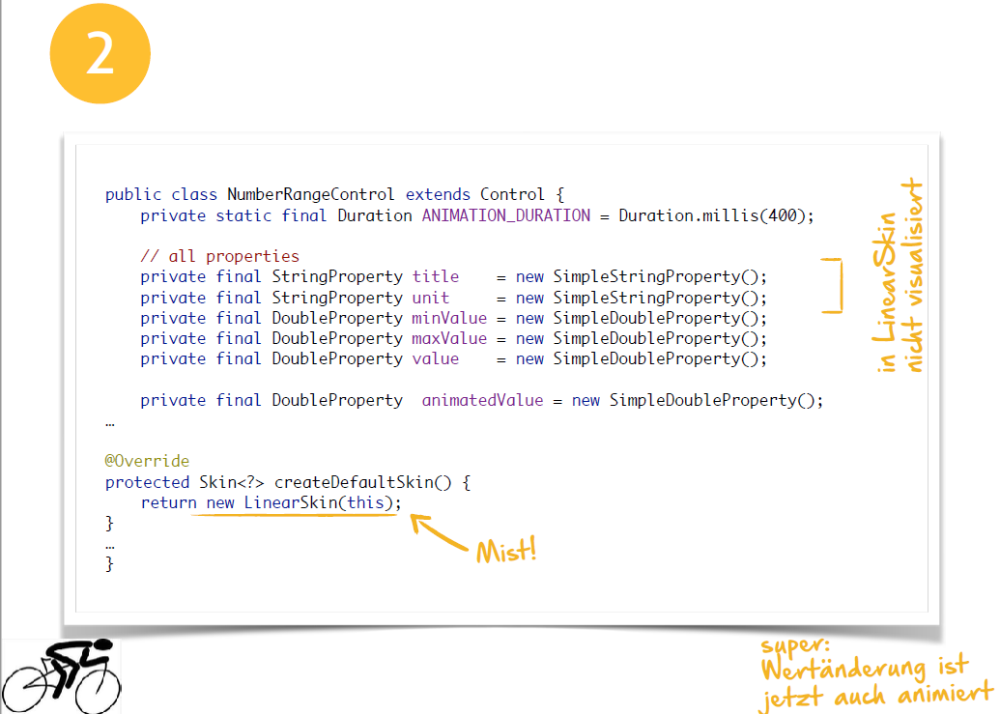 2
public class NumberRangeControl extends Control {
    private static final Duration ANIMATION_DURATION = Duration.millis(400);

    // all properties
    private final StringProperty title    = new SimpleStringProperty();
    private final StringProperty unit     = new SimpleStringProperty();
    private final DoubleProperty minValue = new SimpleDoubleProperty();
    private final DoubleProperty maxValue = new SimpleDoubleProperty();
    private final DoubleProperty value    = new SimpleDoubleProperty();

    private final DoubleProperty  animatedValue = new SimpleDoubleProperty();
…

@Override
protected Skin<?> createDefaultSkin() {
    return new LinearSkin(this);
}
…
}
in LinearSkin
nicht visualisiert
Mist!
super:
Wertänderung ist
jetzt auch animiert